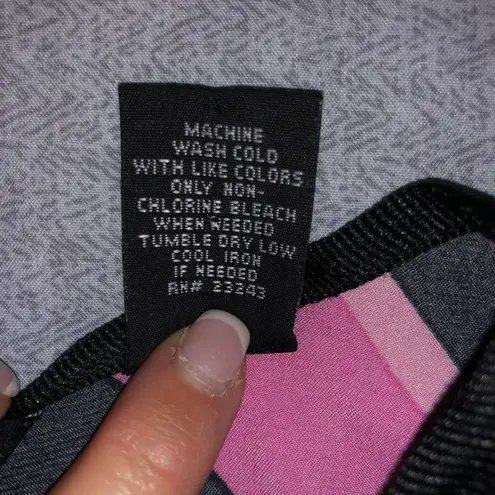 MACHINE
WASH COLD
WITH LIKE COLORS
ONLY NON-
CHLORINE BLEACH
WHEN NEEDED
TUMBLE DRY LOW
COOL IRON
IF NEEDED
RN# 23243